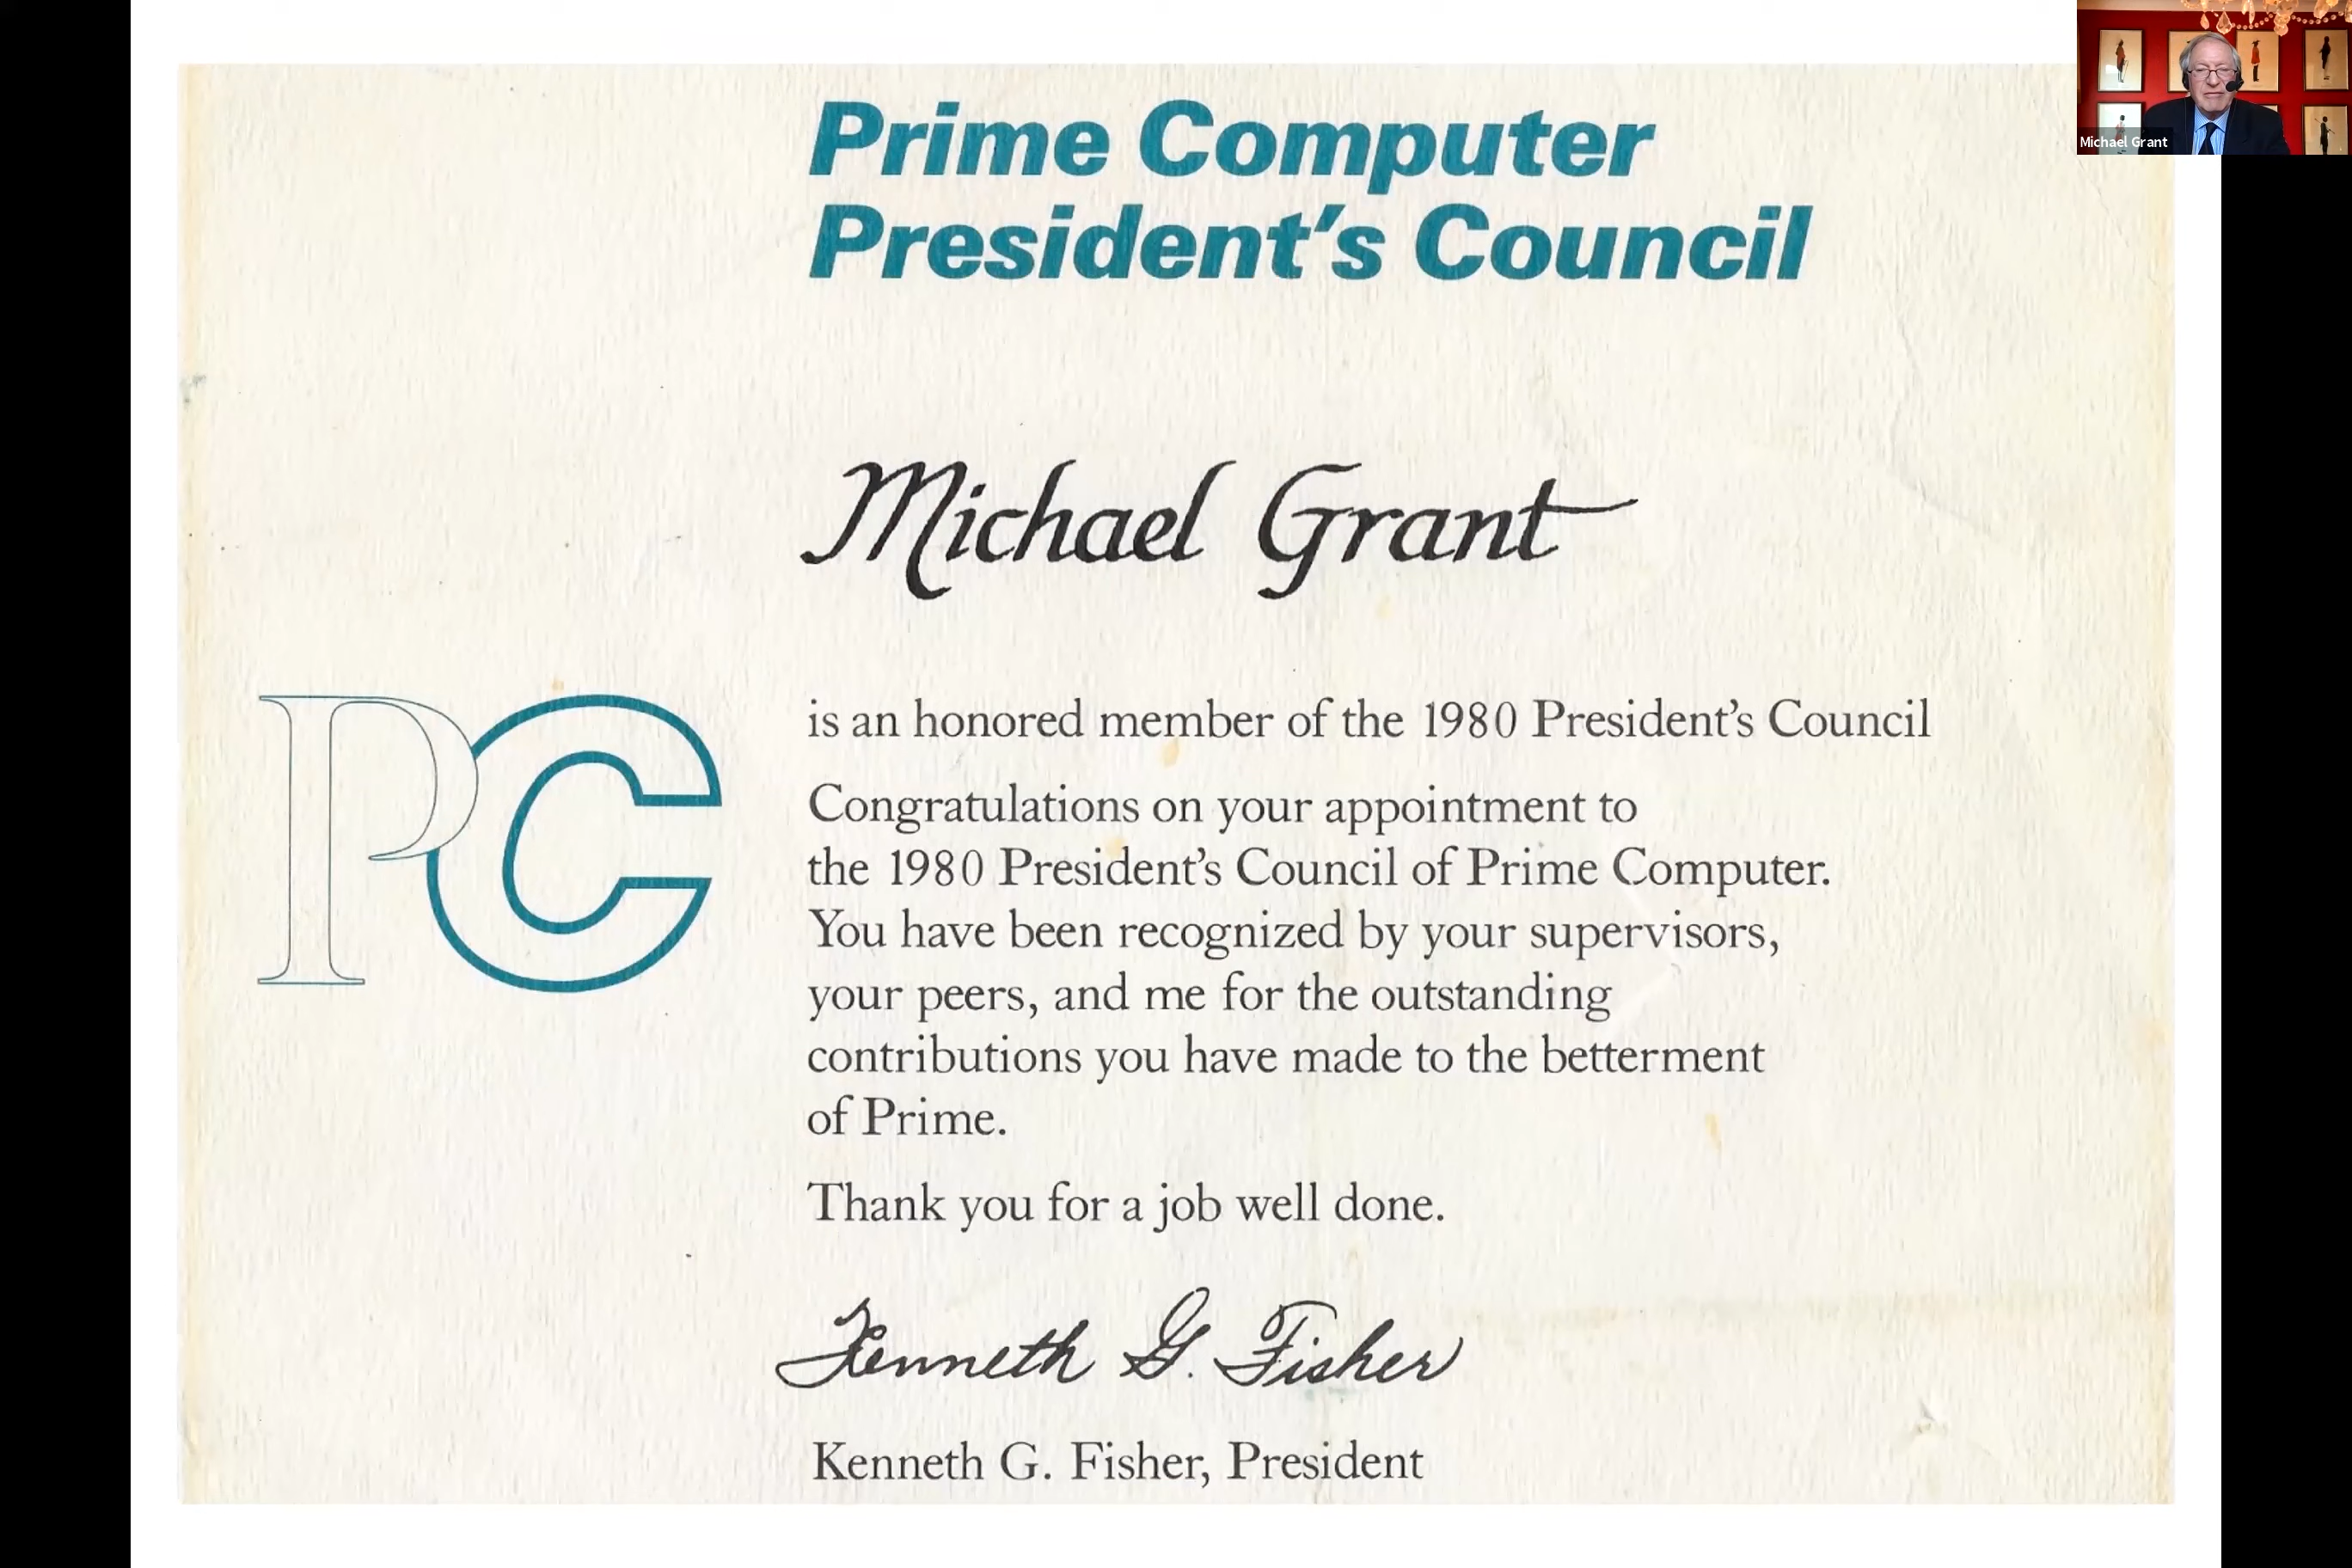 Prime Computer
President's Council
Michael Grant
Michael Grant
PC
is an honored member of the 1980 President's Council
Congratulations on your appointment to
the 1980 President's Council of Prime Computer.
You have been recognized by your supervisors,
your peers, and me for the outstanding
contributions you have made to the betterment
of Prime.
Thank you for a job well done.
Kenneth G. Fisher
Kenneth G. Fisher, President